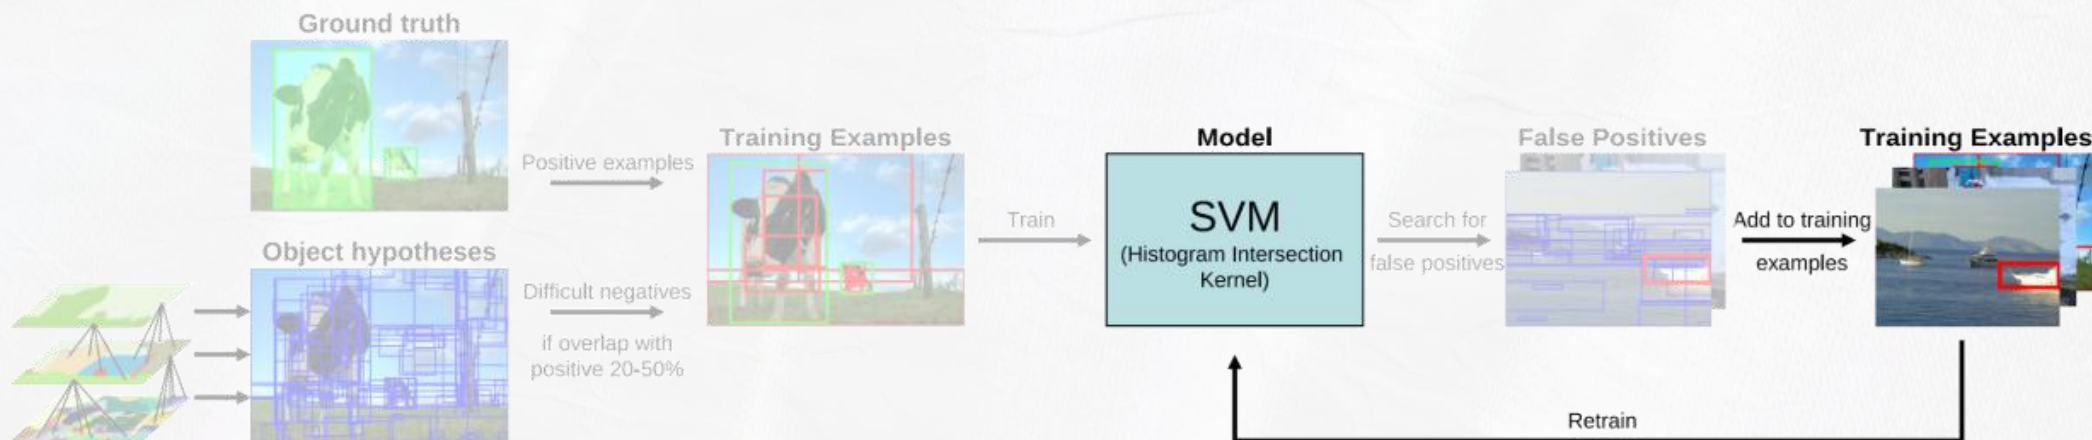 Ground truth
Positive examples
Object hypotheses
Difficult negatives
if overlap with
positive 20-50%
Training Examples
Train
Model
SVM
(Histogram Intersection
Kernel)
Search for
false positives
False Positives
Add to training
examples
Training Examples
Retrain